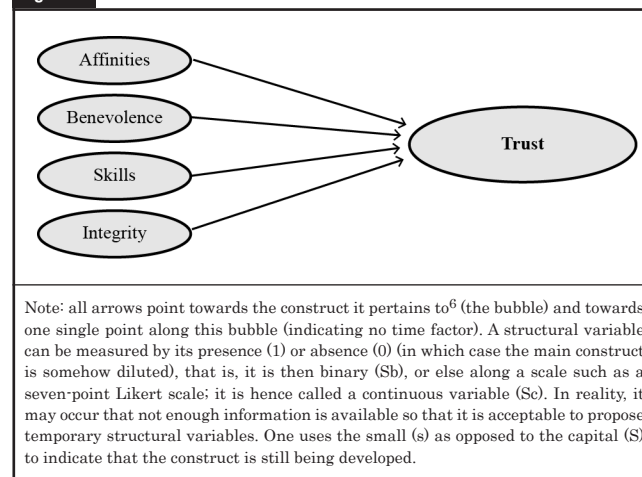 Affinities
Benevolence
Skills
Integrity
Trust
Note: all arrows point towards the construct it pertains to6 (the bubble) and towards
one single point along this bubble (indicating no time factor). A structural variable
can be measured by its presence (1) or absence (0) (in which case the main construct
is somehow diluted), that is, it is then binary (Sb), or else along a scale such as a
seven-point Likert scale; it is hence called a continuous variable (Sc). In reality, it
may occur that not enough information is available so that it is acceptable to propose
temporary structural variables. One uses the small (s) as opposed to the capital (S)
to indicate that the construct is still being developed.